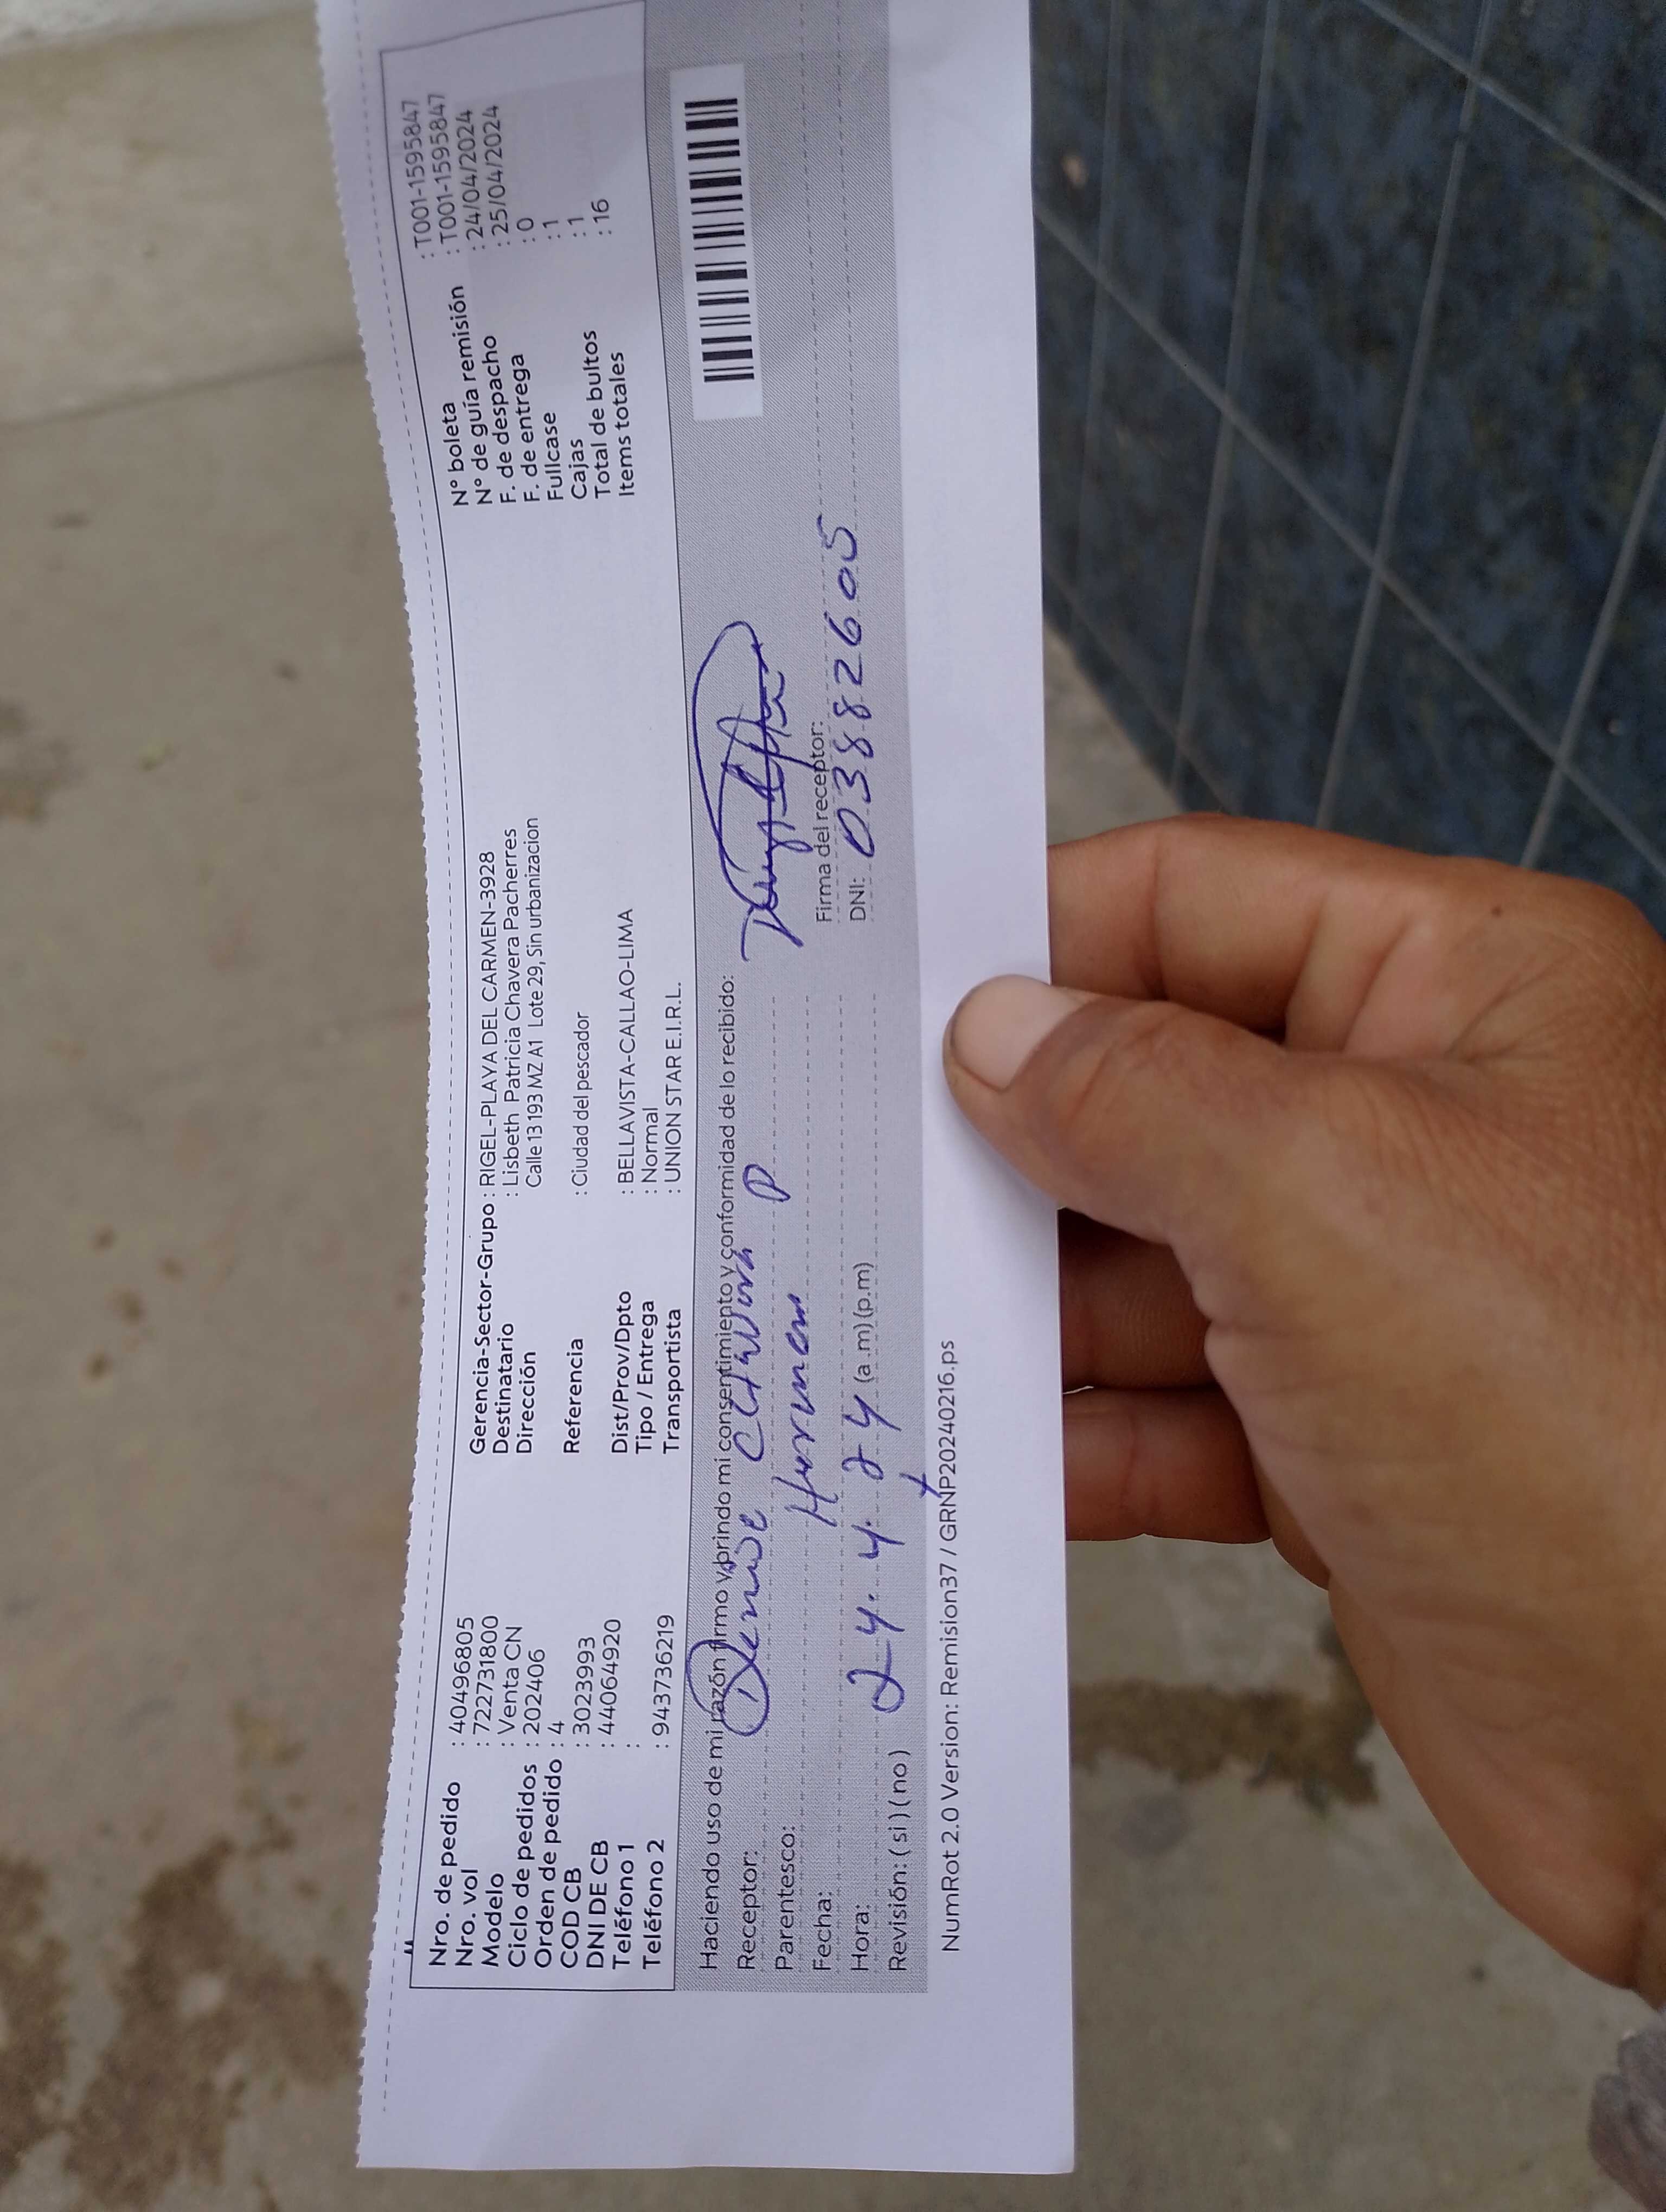 Nro. de pedido : 40496805
Nro. vol : 722731800
Modelo : Venta CN
Ciclo de pedidos : 202406
Orden de pedido : 4
COD CB : 3023993
DNI DE CB : 44064920
Teléfono 1 :
Teléfono 2 : 943736219
Gerencia-Sector-Grupo : RIGEL-PLAYA DEL CARMEN-3928
Destinatario : Lisbeth Patricia Chavera Pacherres
Dirección Calle 13 193 MZ A1 Lote 29, Sin urbanizacion
Referencia : Ciudad del pescador
Dist/Prov/Dpto : BELLAVISTA-CALLAO-LIMA
Tipo / Entrega : Normal
Transportista : UNION STAR E.I.R.L.
N° boleta : T001-1595847
N° de guía remisión : T001-1595847
F. de despacho : 24/04/2024
F. de entrega : 25/04/2024
Fullcase : 0
Cajas : 1
Total de bultos : 1
Items totales : 16
Haciendo uso de mi razón firmo y brindo mi consentimiento y conformidad de lo recibido:
Receptor: P
Parentesco:
Fecha: 24.4.24
Hora: (a.m) (p.m)
Revisión: ( si ) ( no )
Firma del receptor:
DNI: 03882605
NumRot 2.0 Version: Remision37 / GRNP20240216.ps